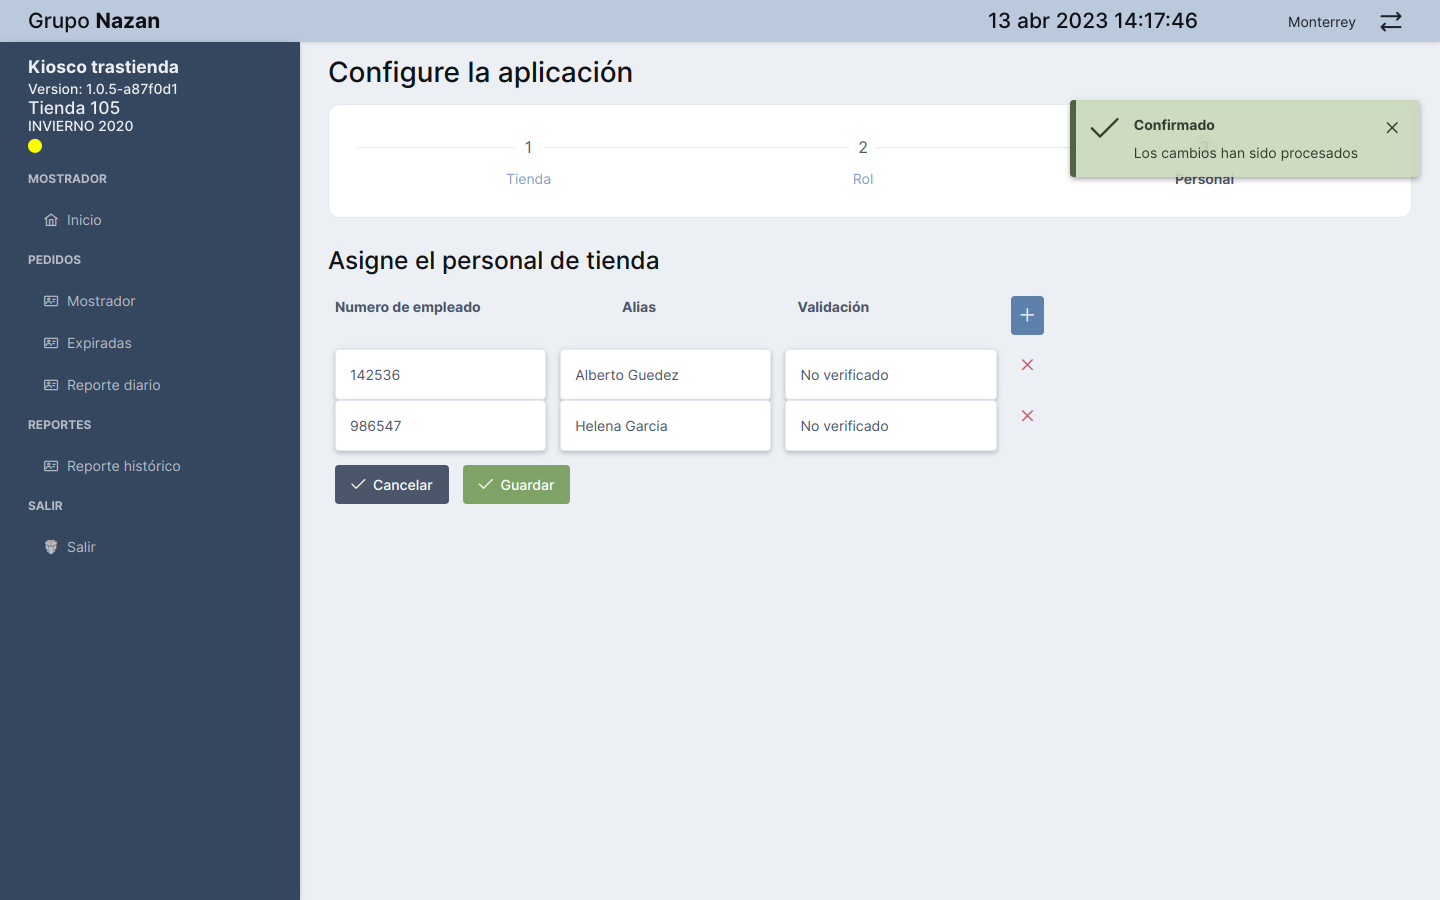 Grupo Nazan
13 abr 2023 14:17:46
Monterrey
Kiosco trastienda
Version: 1.0.5-a87f0d1
Tienda 105
INVIERNO 2020
MOSTRADOR
Inicio
PEDIDOS
Mostrador
Expiradas
Reporte diario
REPORTES
Reporte histórico
SALIR
Salir
Configure la aplicación
1
Tienda
2
Rol
3
Personal
Confirmado
Los cambios han sido procesados
Asigne el personal de tienda
Numero de empleado Alias Validación
142536 Alberto Guedez No verificado
986547 Helena Garcia No verificado
Cancelar Guardar